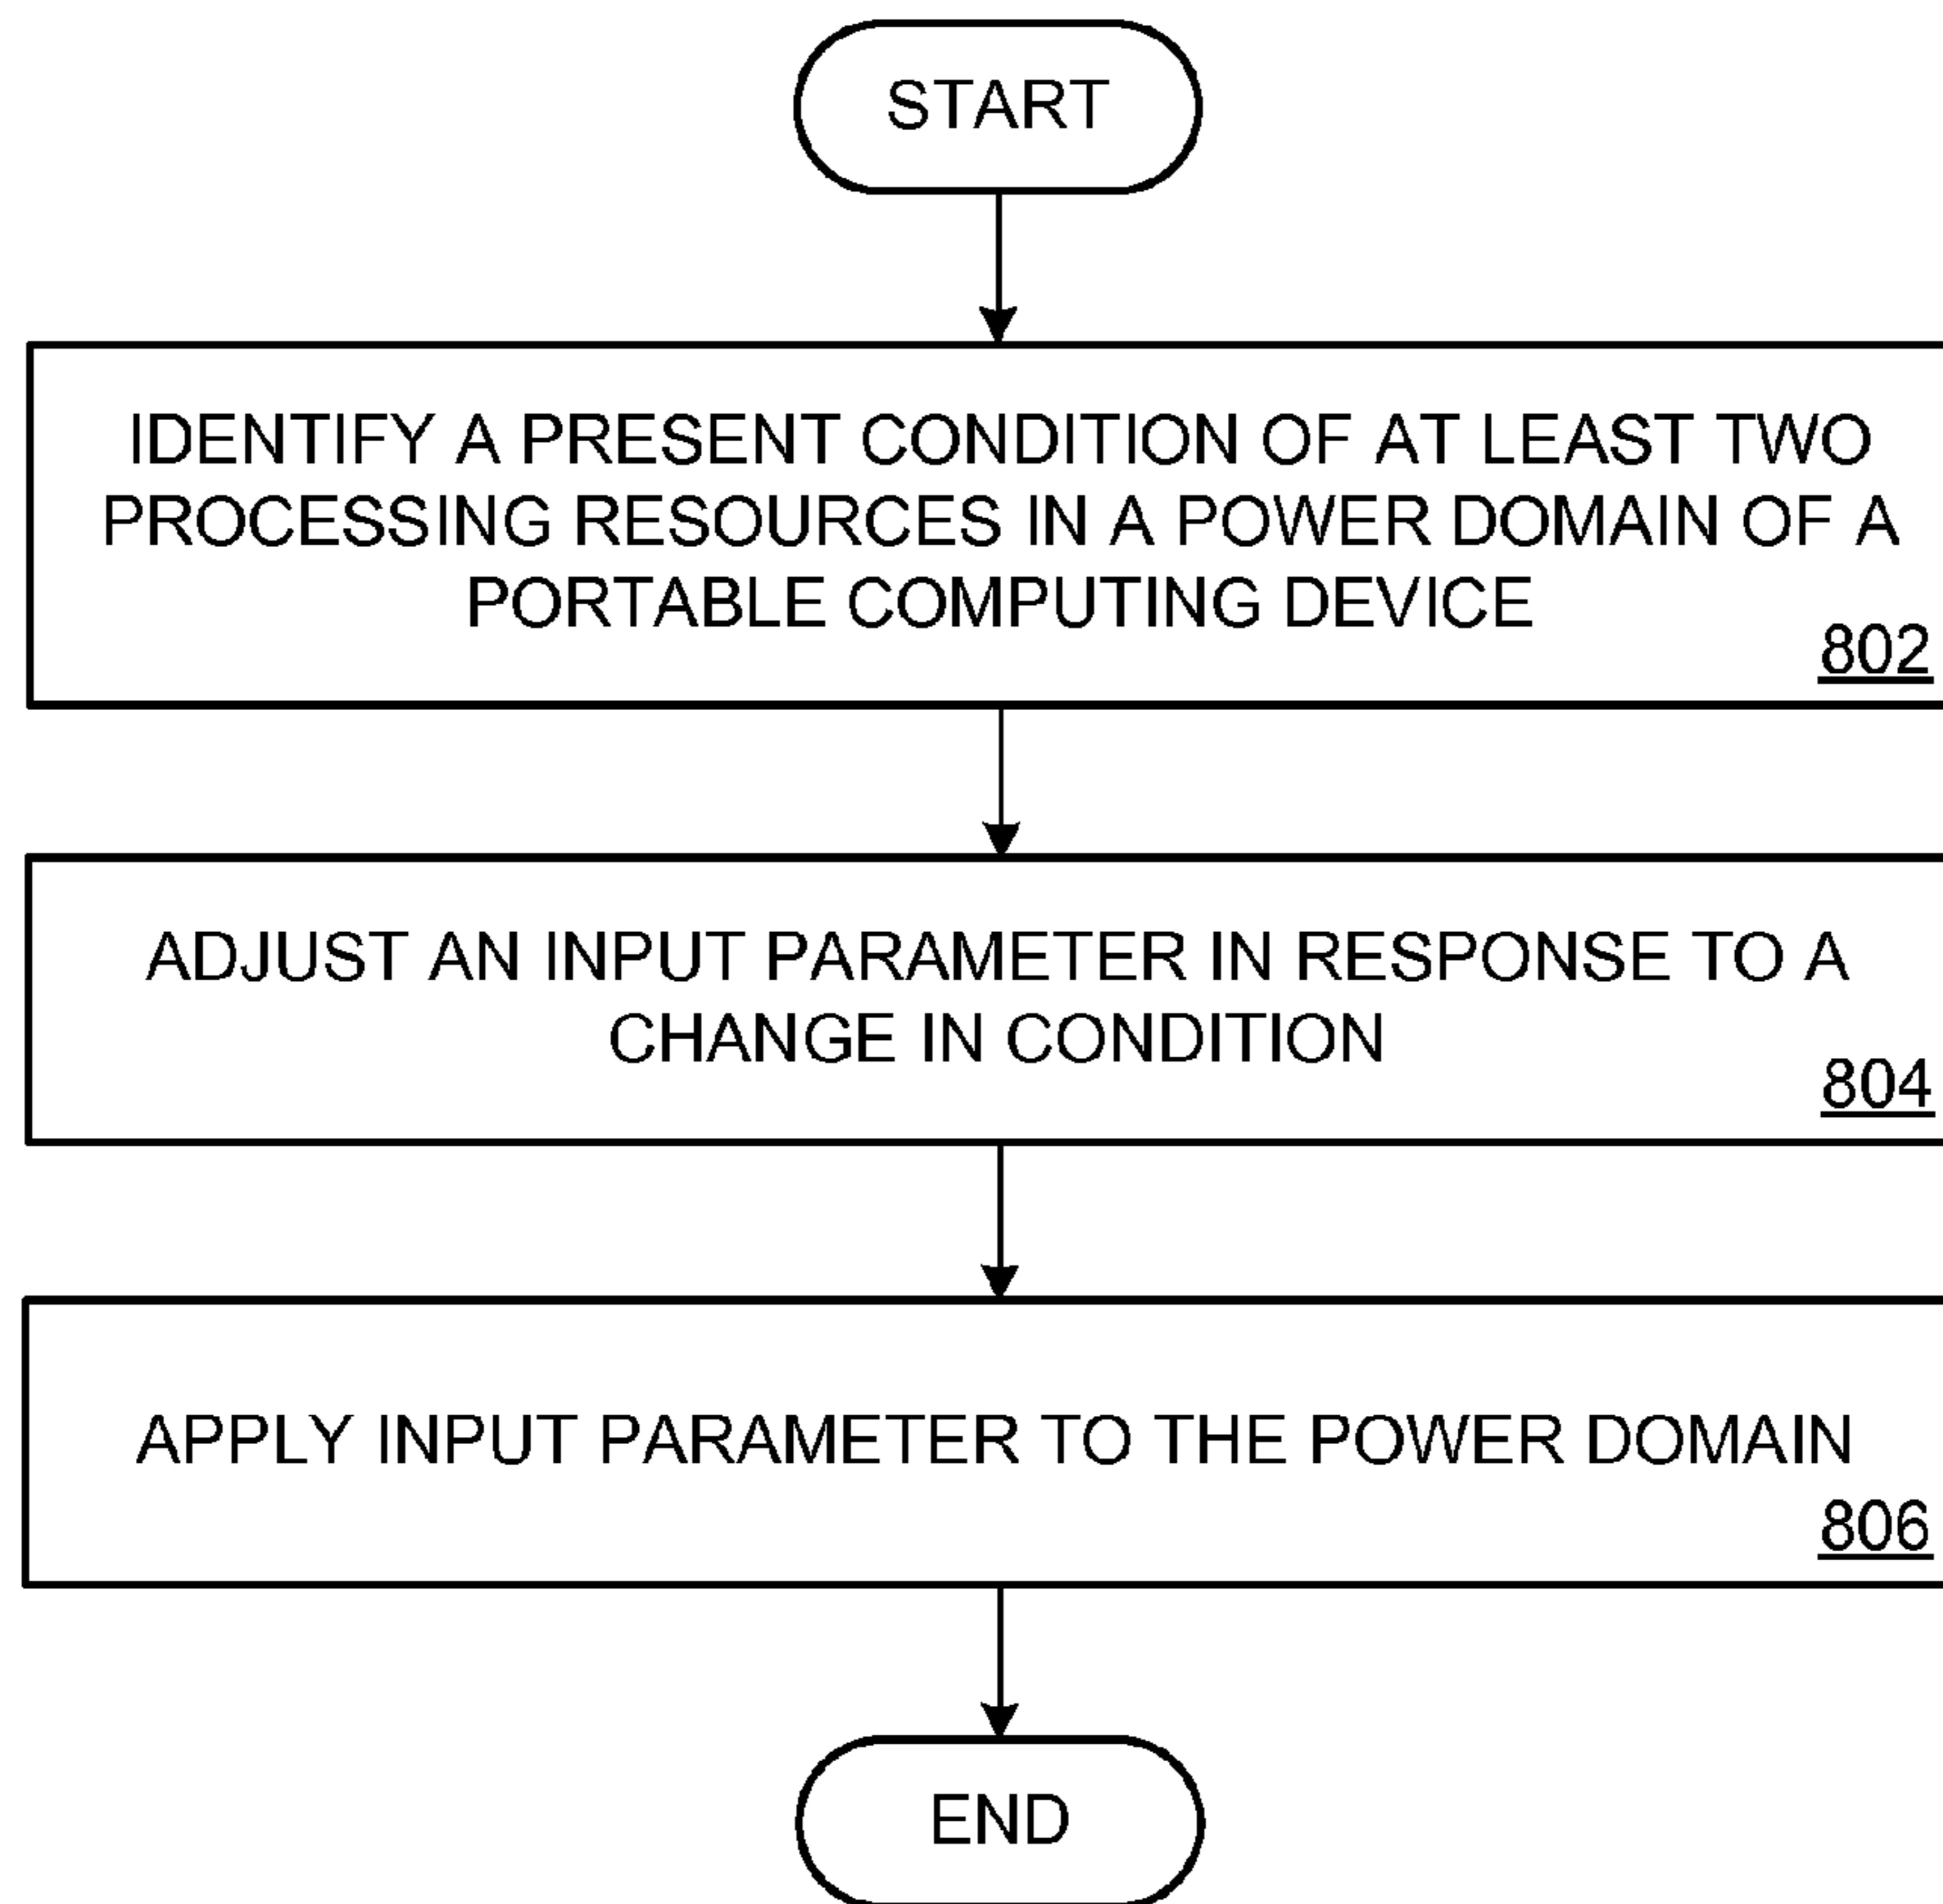 START
IDENTIFY A PRESENT CONDITION OF AT LEAST TWO
PROCESSING RESOURCES IN A POWER DOMAIN OF A
PORTABLE COMPUTING DEVICE
802
ADJUST AN INPUT PARAMETER IN RESPONSE TO A
CHANGE IN CONDITION
804
APPLY INPUT PARAMETER TO THE POWER DOMAIN
806
END